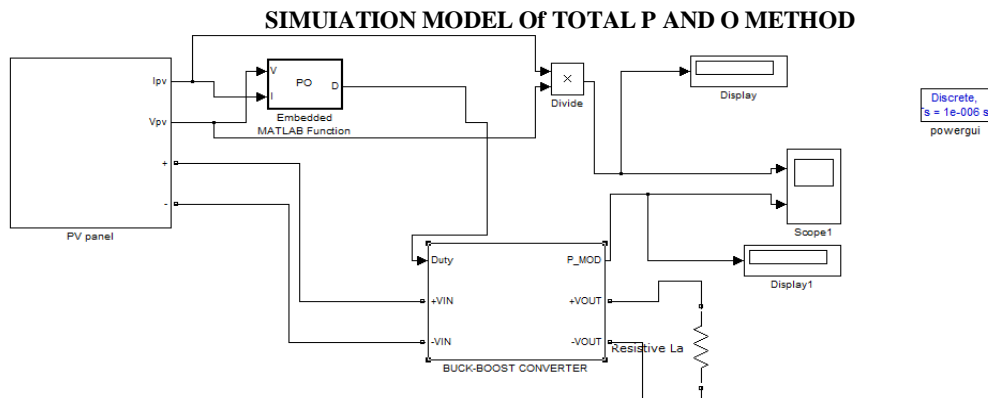 SIMUIATION MODEL Of TOTAL P AND O METHOD
Ipv
Vpv
+
-
PV panel
V
I
PO
D
Embedded
MATLAB Function
×
Divide
Display
Discrete,
s = 1e-006 s
powergui
Scope1
Display1
Duty
+VIN
-VIN
P_MOD
+VOUT
-VOUT
BUCK-BOOST CONVERTER
Resistive La